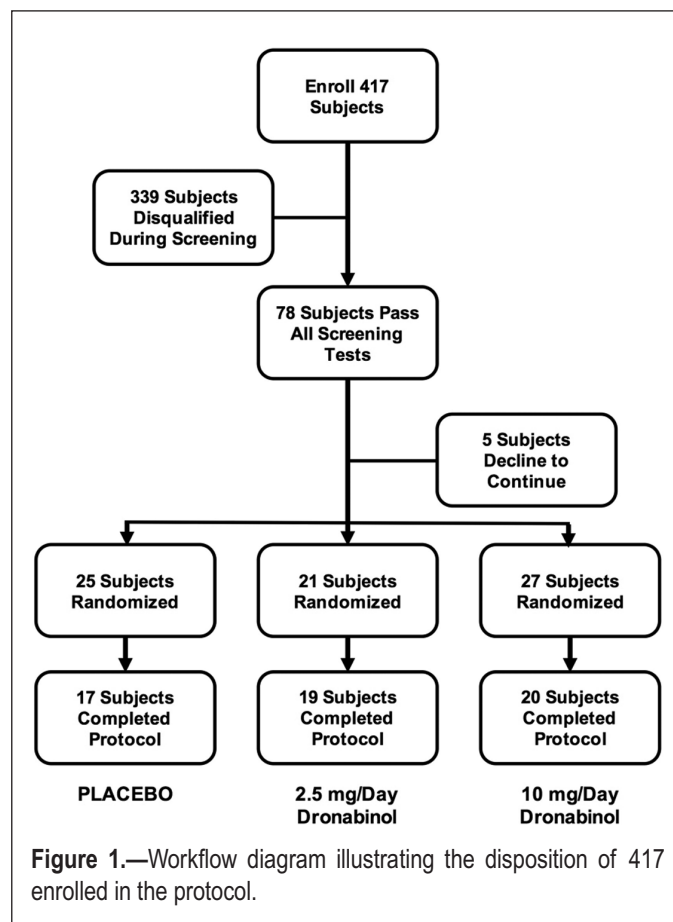 Enroll 417
Subjects
339 Subjects
Disqualified
During Screening
78 Subjects Pass
All Screening
Tests
5 Subjects
Decline to
Continue
25 Subjects
Randomized
21 Subjects
Randomized
27 Subjects
Randomized
17 Subjects
Completed
Protocol
19 Subjects
Completed
Protocol
20 Subjects
Completed
Protocol
PLACEBO
2.5 mg/Day
Dronabinol
10 mg/Day
Dronabinol
Figure 1.—Workflow diagram illustrating the disposition of 417
enrolled in the protocol.